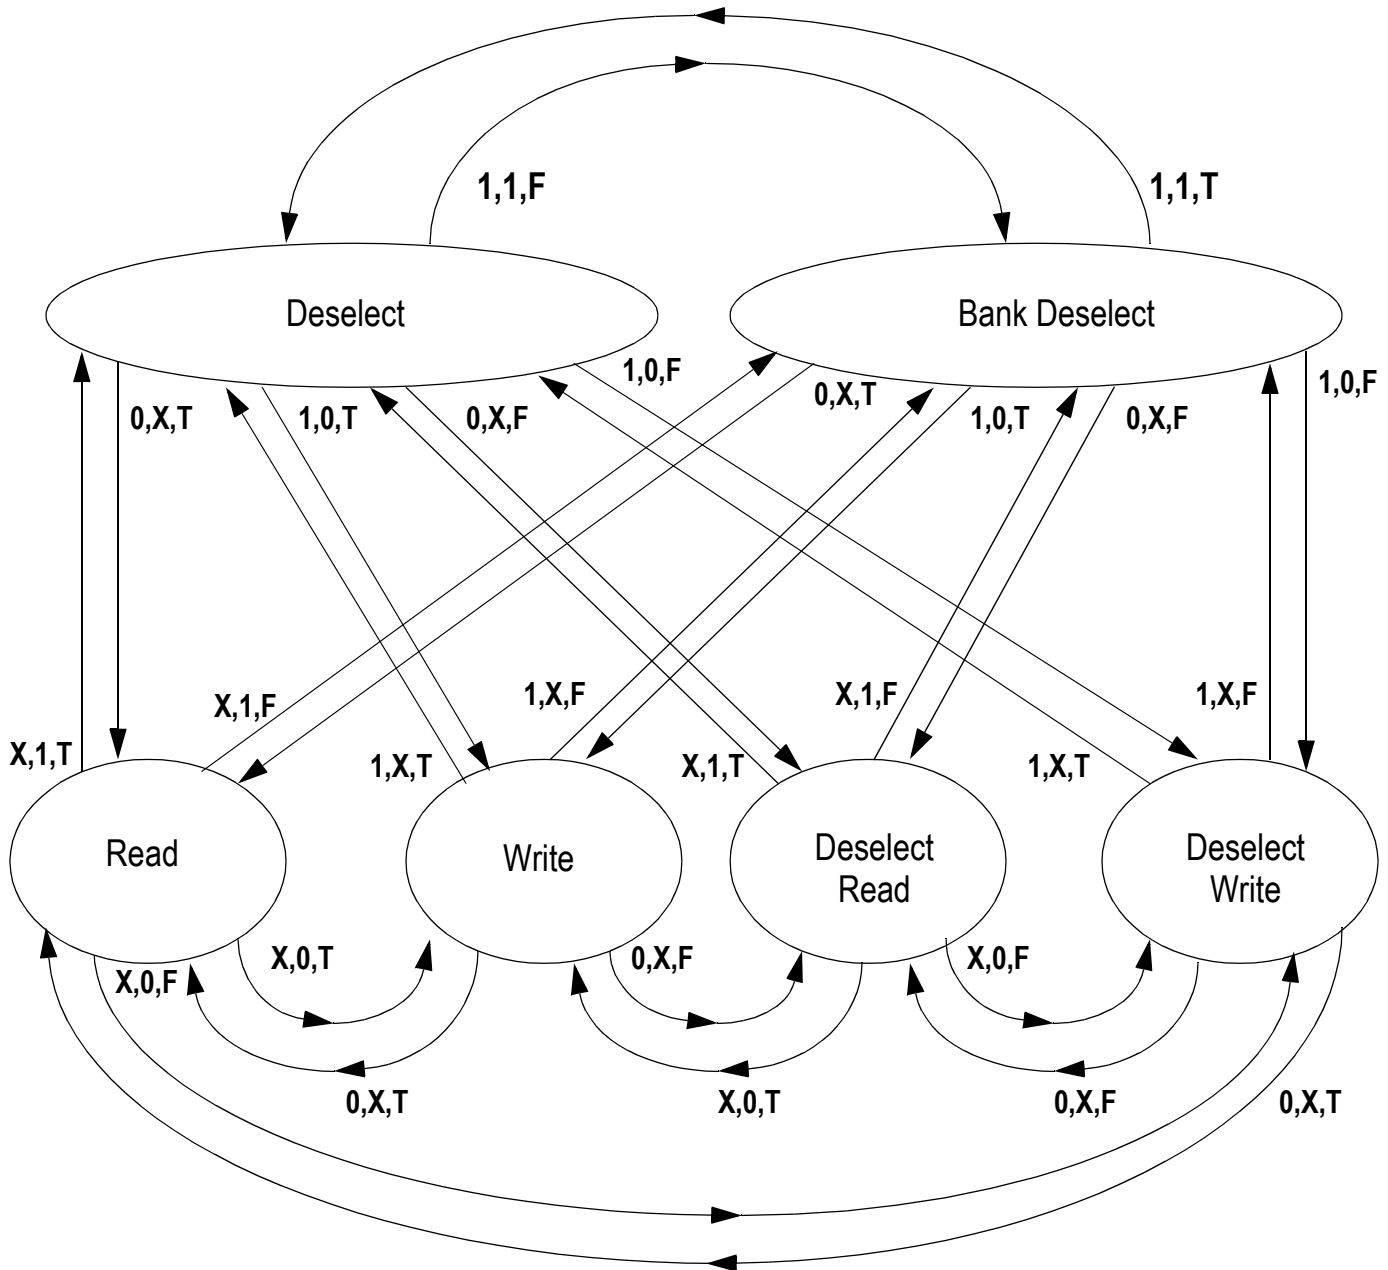 1,1,F
1,1,T
Deselect
Bank Deselect
1,0,F
0,X,T
1,0,F
0,X,T
1,0,T
0,X,F
1,0,T
0,X,F
X,1,F
1,X,F
X,1,F
1,X,F
X,1,T
1,X,T
X,1,T
1,X,T
Read
Write
Deselect
Read
Deselect
Write
X,0,F
X,0,T
0,X,F
X,0,F
0,X,T
X,0,T
0,X,F
0,X,T